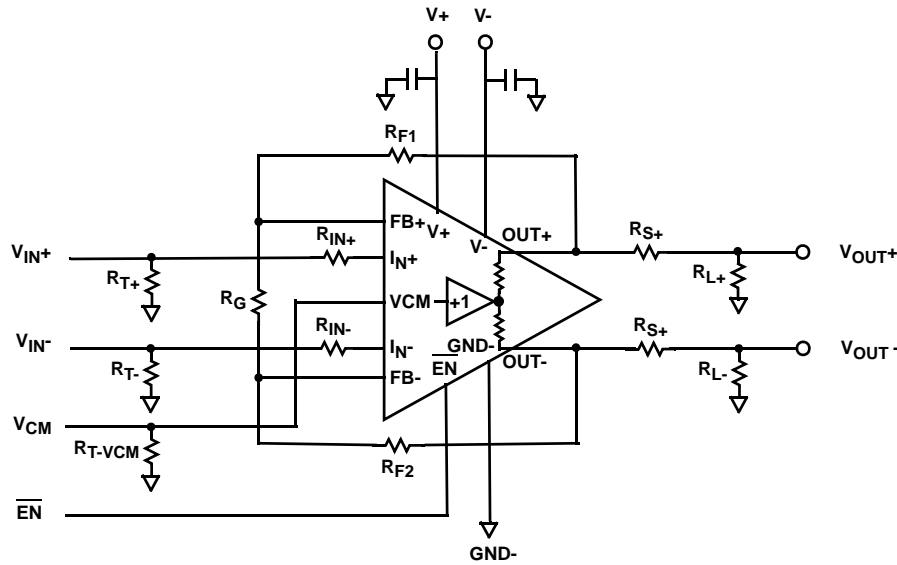 V+ V-
RF1
FB+
V+
V-
OUT+
RS+
VIN+
RIN+
IN+
VOUT+
RT+
RL+
RG
VCM
+1
VIN-
RIN-
IN-
GND-
RS+
VOUT-
RT-
EN
OUT-
RL-
FB-
VCM
RT-VCM
RF2
EN
GND-